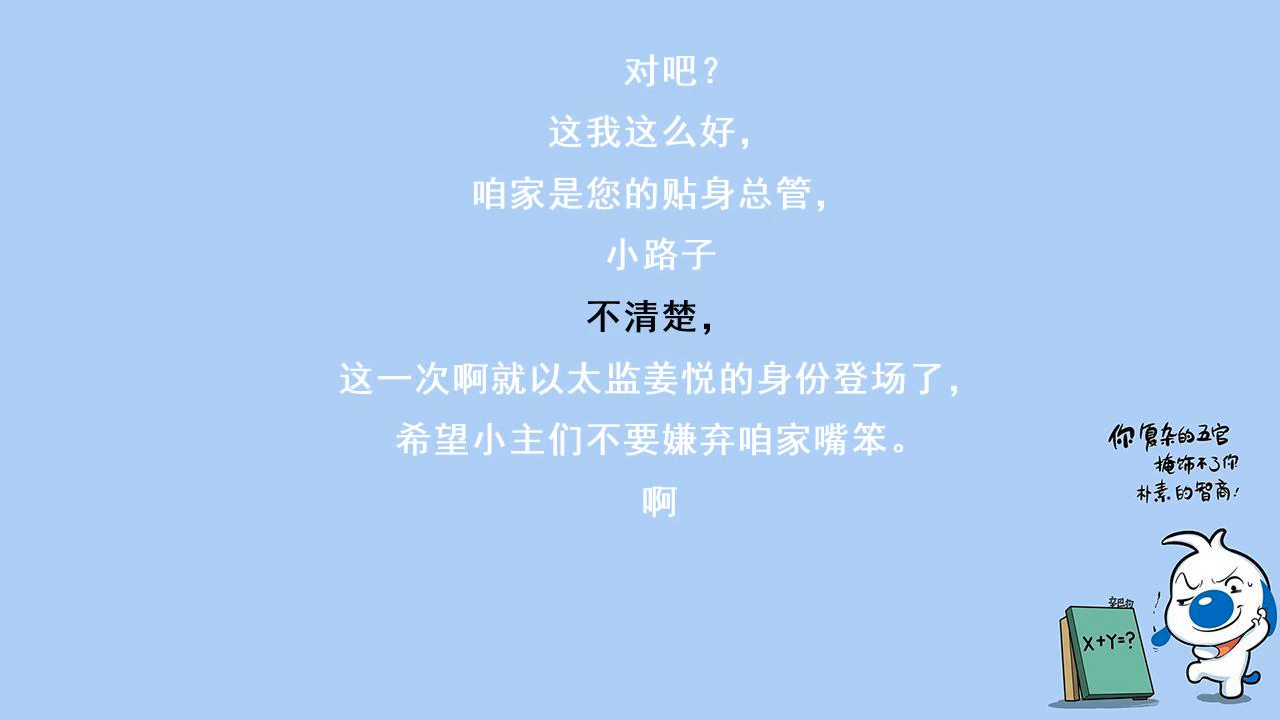 对吧？
这我这么好，
咱家是您的贴身总管，
小路子
不清楚，
这一次啊就以太监姜悦的身份登场了，
希望小主们不要嫌弃咱家嘴笨。
啊
你复杂的五官
掩饰不了你
朴素的智商！
X+Y=?